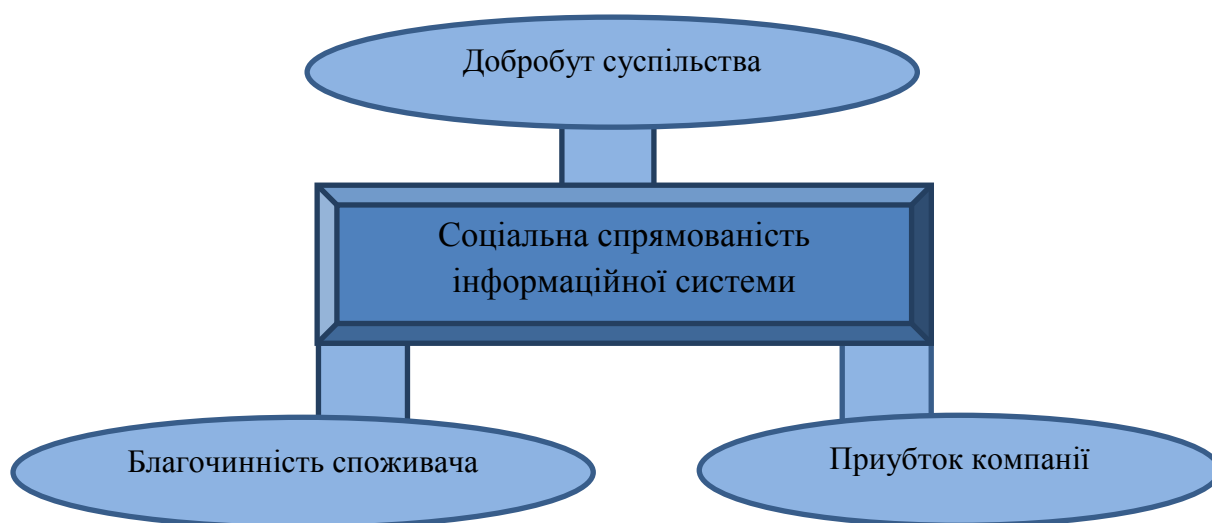 Добробут суспільства
Соціальна спрямованість
інформаційної системи
Благочинність споживача
Приубток компанії